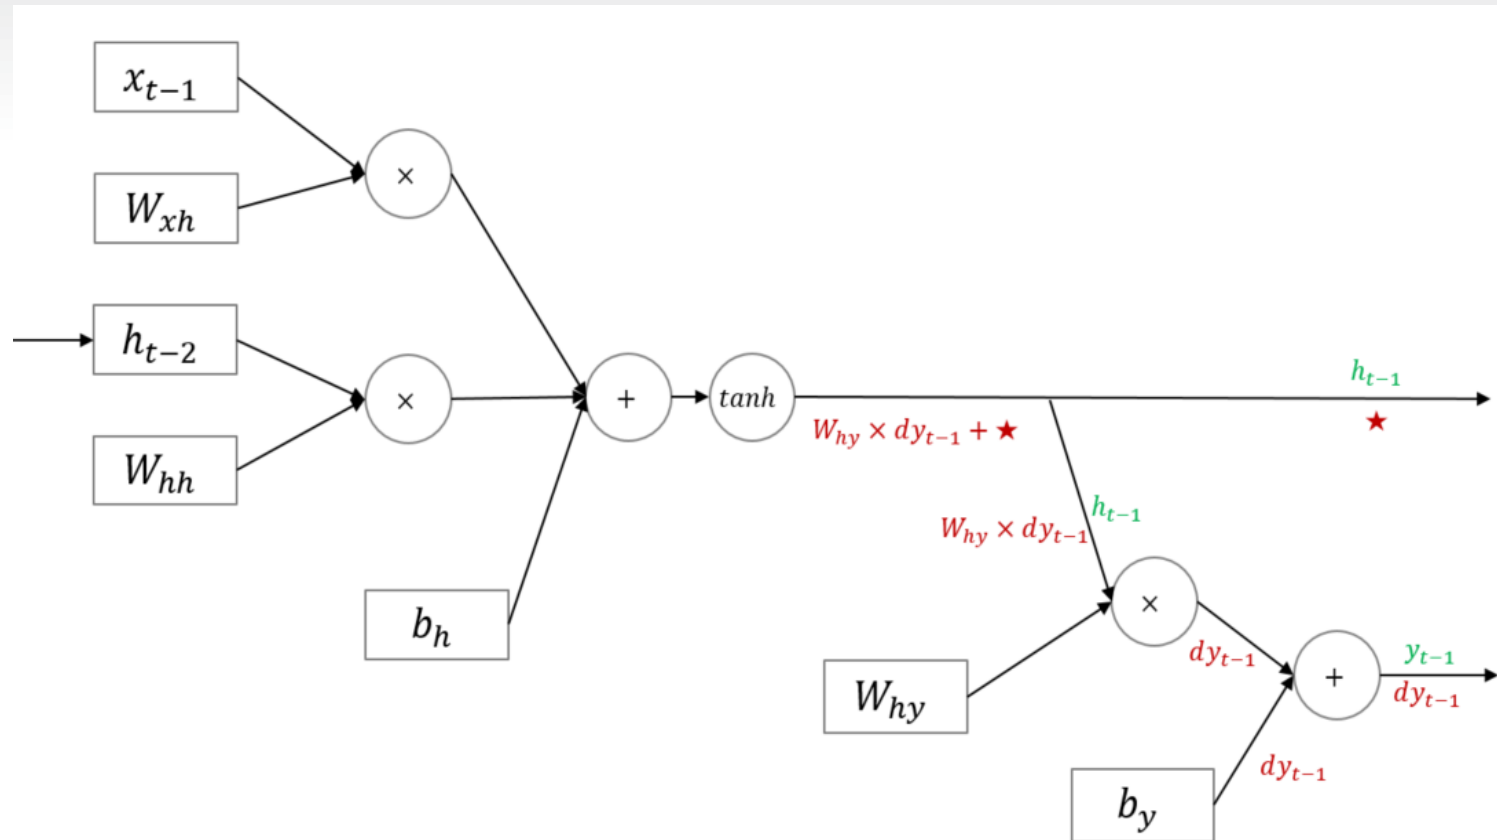 x_{t−1}
W_{xh}
×
h_{t−2}
W_{hh}
×
+
tanh
h_{t−1}
★
W_{hy} × dy_{t−1} + ★
h_{t−1}
W_{hy} × dy_{t−1}
b_h
×
dy_{t−1}
W_{hy}
+
y_{t−1}
dy_{t−1}
dy_{t−1}
b_y